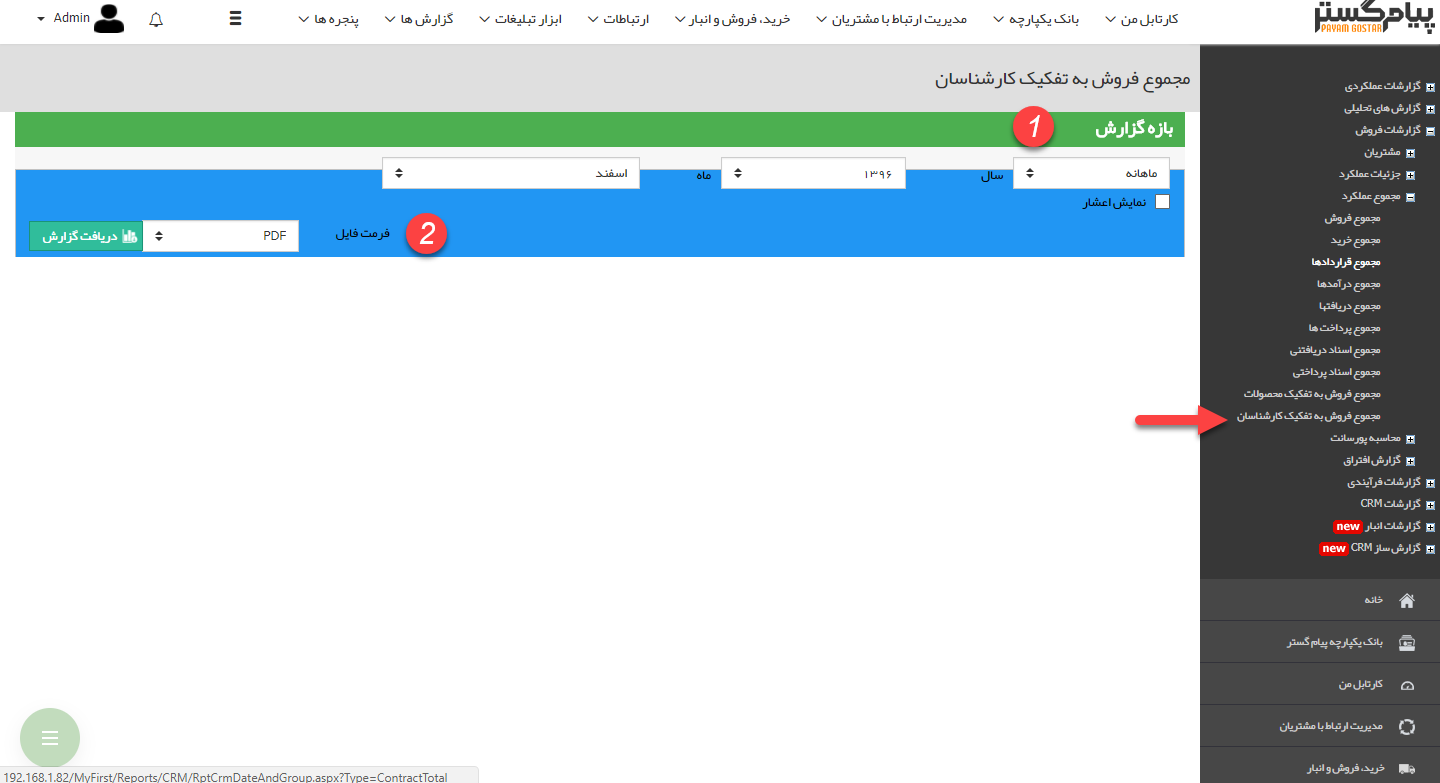 پیام‌گستر
PAYAM GOSTAR
کارتابل من
بانک یکپارچه
مدیریت ارتباط با مشتریان
خرید، فروش و انبار
ارتباطات
ابزار تبلیغات
گزارش ها
پنجره ها
Admin
مجموع فروش به تفکیک کارشناسان
بازه گزارش
1
ماهانه
سال
۱۳۹۶
ماه
اسفند
نمایش اعشار
2
فرمت فایل
PDF
دریافت گزارش
گزارشات عملکردی
گزارش های تحلیلی
گزارشات فروش
مشتریان
جزئیات عملکرد
مجموع عملکرد
مجموع فروش
مجموع خرید
مجموع قراردادها
مجموع درآمدها
مجموع دریافتها
مجموع پرداخت ها
مجموع اسناد دریافتنی
مجموع اسناد پرداختی
مجموع فروش به تفکیک محصولات
مجموع فروش به تفکیک کارشناسان
محاسبه پورسانت
گزارش افتراق
گزارشات فرآیندی
گزارشات CRM
گزارشات انبار new
گزارش ساز CRM new
خانه
بانک یکپارچه پیام گستر
کارتابل من
مدیریت ارتباط با مشتریان
خرید، فروش و انبار
192.168.1.82/MyFirst/Reports/CRM/RptCrmDateAndGroup.aspx?Type=ContractTotal